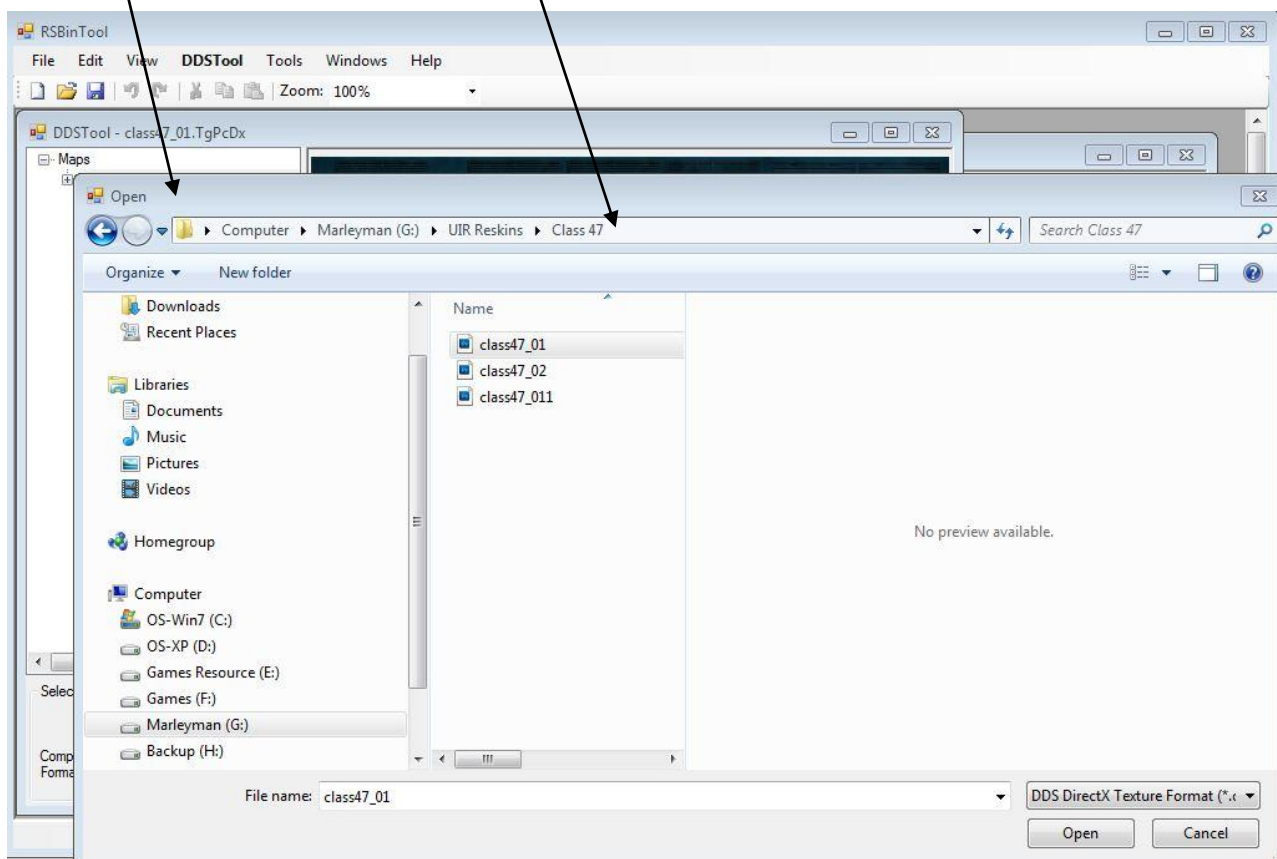 RSBinTool
File Edit View DDSTool Tools Windows Help
Zoom: 100%
DDSTool - class47_01.TgPcDx
Maps
Open
Computer Marleyman (G:) UIR Reskins Class 47
Search Class 47
Organize New folder
Downloads
Recent Places
Libraries
Documents
Music
Pictures
Videos
Homegroup
Computer
OS-Win7 (C:)
OS-XP (D:)
Games Resource (E:)
Games (F:)
Marleyman (G:)
Backup (H:)
Name
class47_01
class47_02
class47_011
No preview available.
Selec
Comp
Forma
File name: class47_01
DDS DirectX Texture Format (*.
Open Cancel